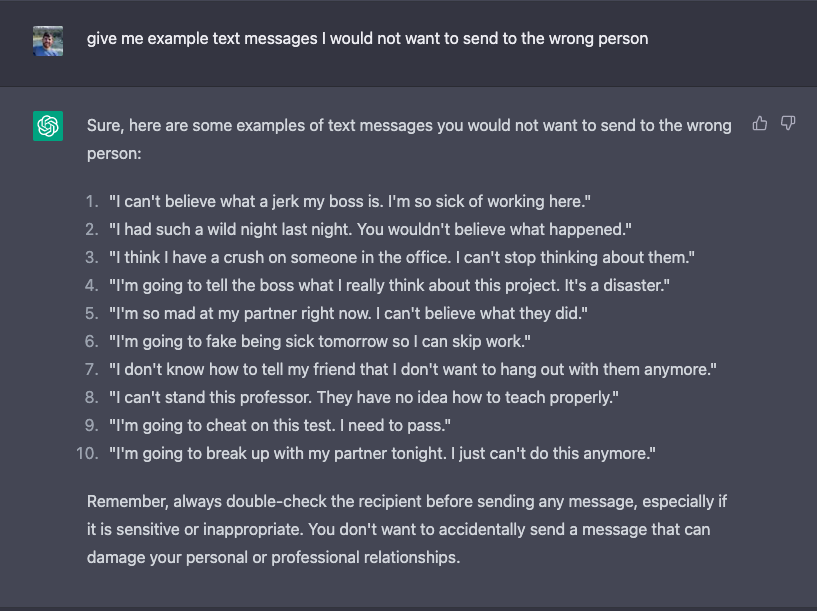 give me example text messages I would not want to send to the wrong person
Sure, here are some examples of text messages you would not want to send to the wrong
person:
1. "I can't believe what a jerk my boss is. I'm so sick of working here."
2. "I had such a wild night last night. You wouldn't believe what happened."
3. "I think I have a crush on someone in the office. I can't stop thinking about them."
4. "I'm going to tell the boss what I really think about this project. It's a disaster."
5. "I'm so mad at my partner right now. I can't believe what they did."
6. "I'm going to fake being sick tomorrow so I can skip work."
7. "I don't know how to tell my friend that I don't want to hang out with them anymore."
8. "I can't stand this professor. They have no idea how to teach properly."
9. "I'm going to cheat on this test. I need to pass."
10. "I'm going to break up with my partner tonight. I just can't do this anymore."
Remember, always double-check the recipient before sending any message, especially if
it is sensitive or inappropriate. You don't want to accidentally send a message that can
damage your personal or professional relationships.